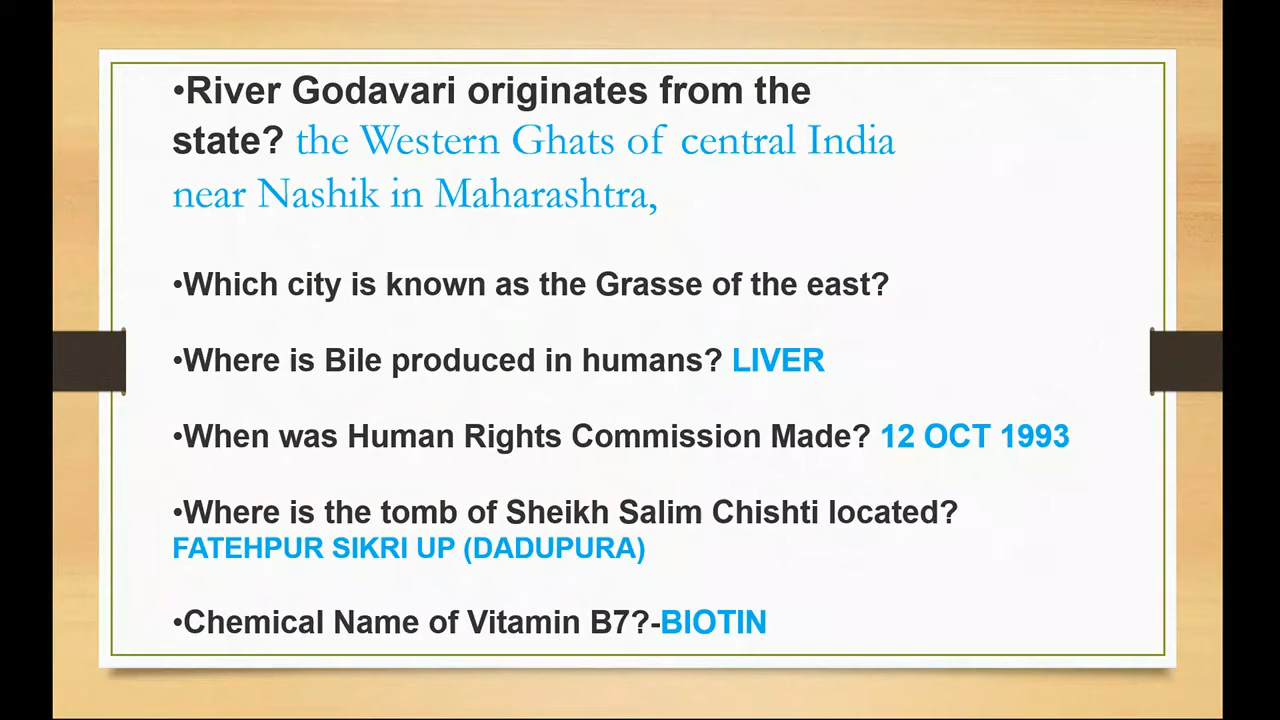 •River Godavari originates from the
state? the Western Ghats of central India
near Nashik in Maharashtra,
•Which city is known as the Grasse of the east?
•Where is Bile produced in humans? LIVER
•When was Human Rights Commission Made? 12 OCT 1993
•Where is the tomb of Sheikh Salim Chishti located?
FATEHPUR SIKRI UP (DADUPURA)
•Chemical Name of Vitamin B7?-BIOTIN